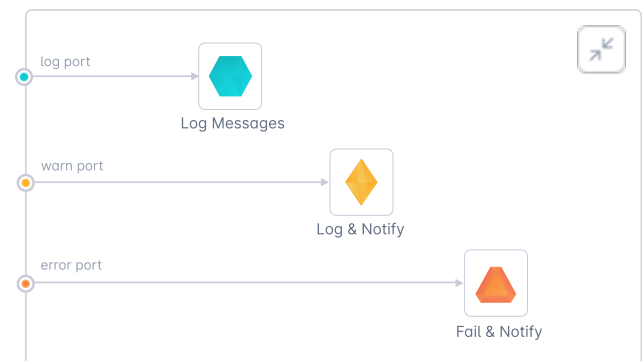 log port
Log Messages
warn port
Log & Notify
error port
Fail & Notify